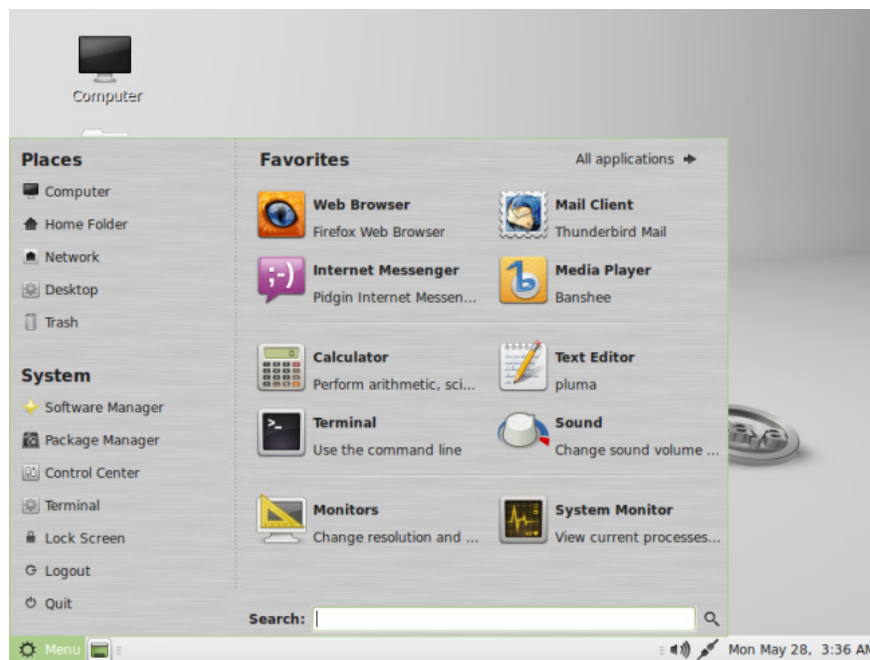 Computer
Places
Computer
Home Folder
Network
Desktop
Trash
System
Software Manager
Package Manager
Control Center
Terminal
Lock Screen
Logout
Quit
Favorites
All applications
Web Browser
Firefox Web Browser
Mail Client
Thunderbird Mail
Internet Messenger
Pidgin Internet Messen...
Media Player
Banshee
Calculator
Perform arithmetic, sci...
Text Editor
pluma
Terminal
Use the command line
Sound
Change sound volume ...
Monitors
Change resolution and ...
System Monitor
View current processes...
Search:
Menu
Mon May 28, 3:36 AM